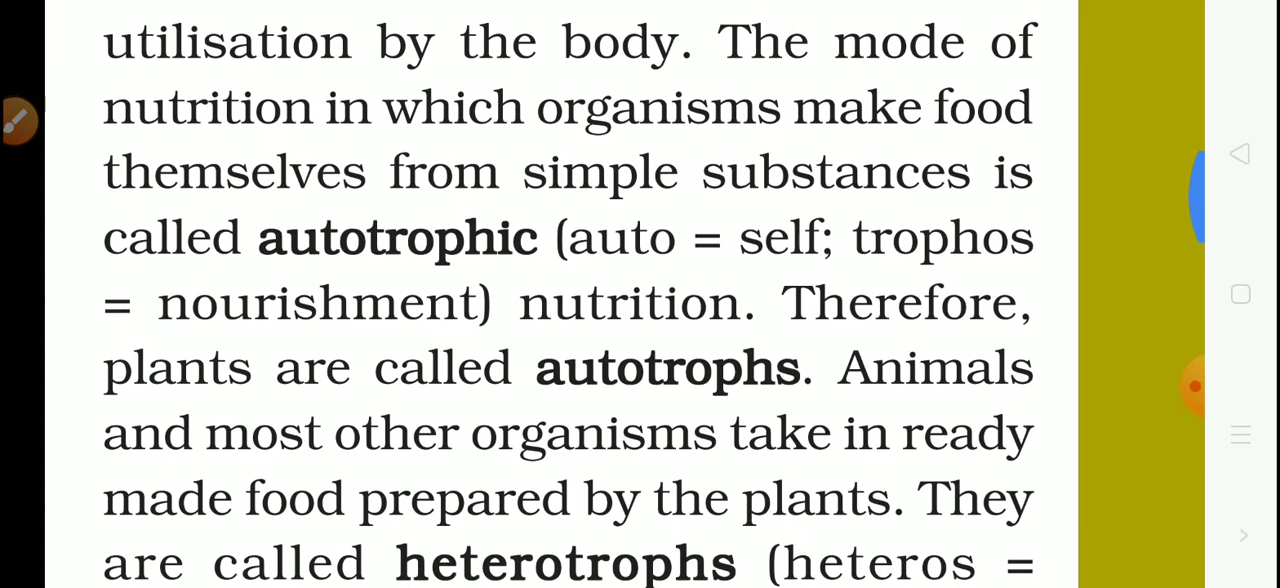 utilisation by the body. The mode of
nutrition in which organisms make food
themselves from simple substances is
called autotrophic (auto = self; trophos
= nourishment) nutrition. Therefore,
plants are called autotrophs. Animals
and most other organisms take in ready
made food prepared by the plants. They
are called heterotrophs (heteros =